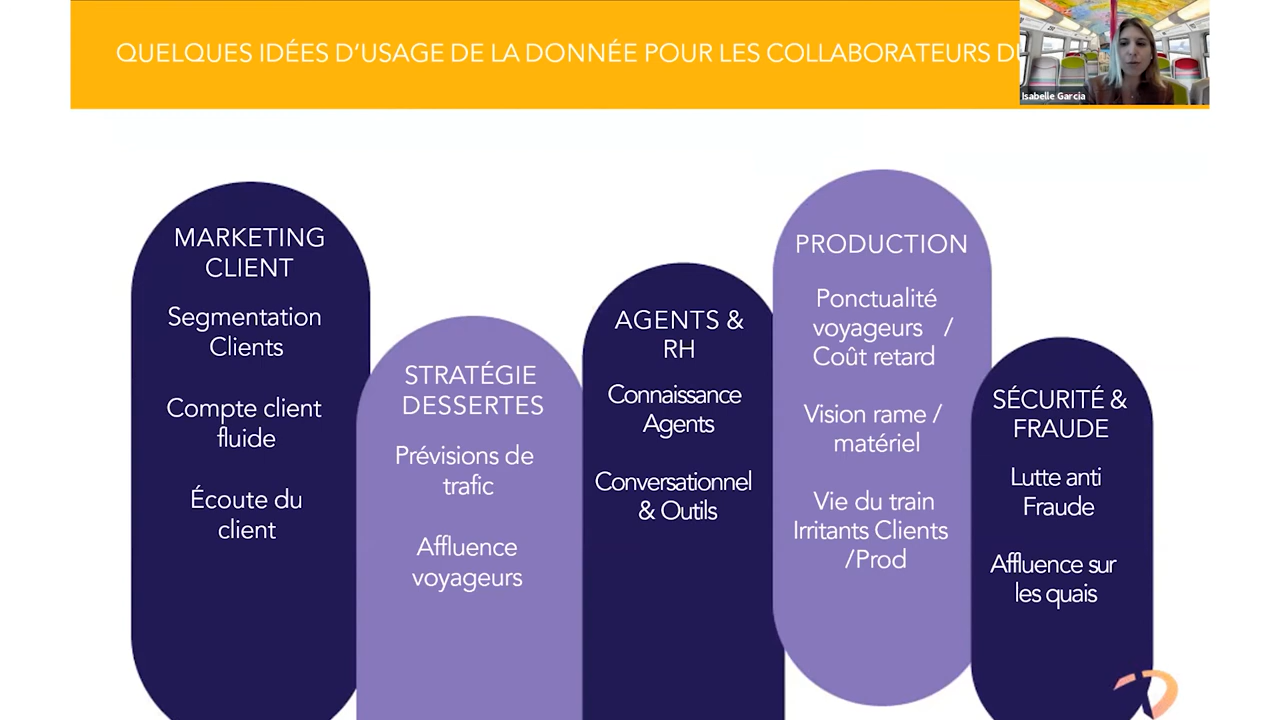 QUELQUES IDÉES D'USAGE DE LA DONNÉE POUR LES COLLABORATEURS
Isabelle Garcia
MARKETING
CLIENT
Segmentation
Clients
Compte client
fluide
Écoute du
client
STRATÉGIE
DESSERTES
Prévisions de
trafic
Affluence
voyageurs
AGENTS &
RH
Connaissance
Agents
Conversationnel
& Outils
PRODUCTION
Ponctualité
voyageurs /
Coût retard
Vision rame /
matériel
Vie du train
Irritants Clients
/Prod
SÉCURITÉ &
FRAUDE
Lutte anti
Fraude
Affluence sur
les quais